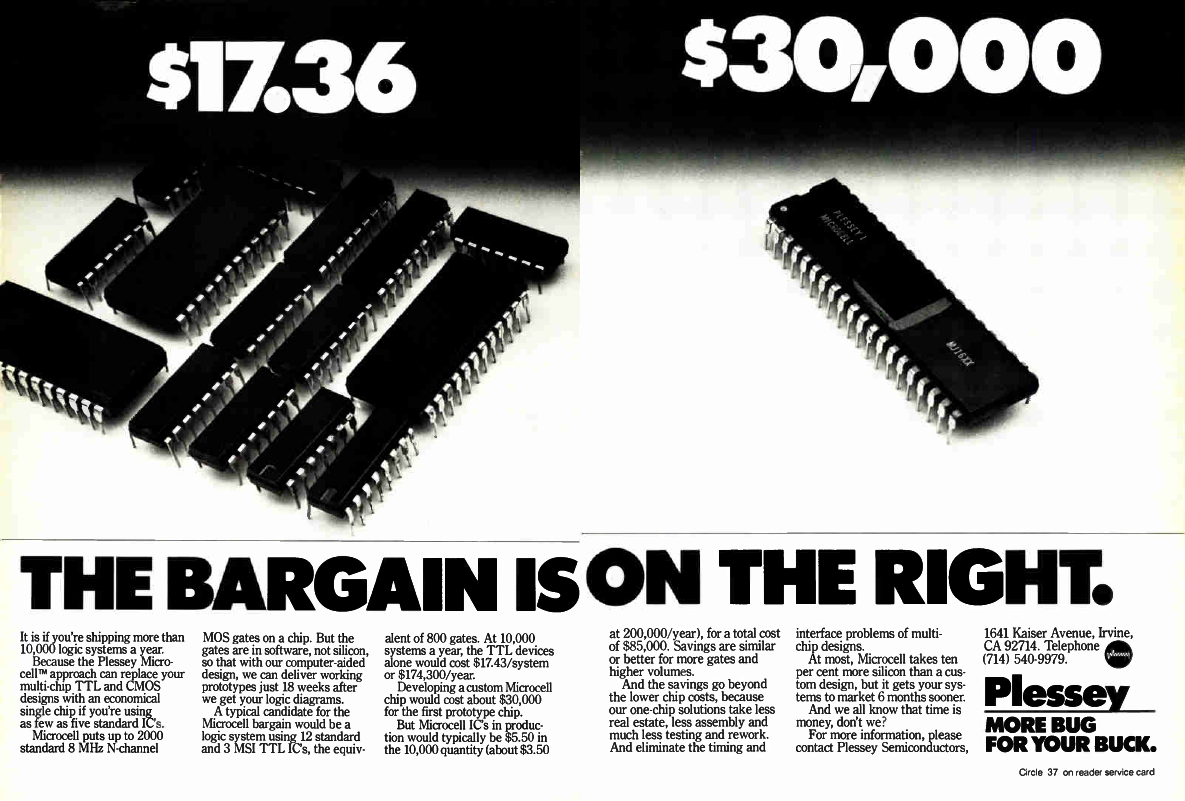 $17.36
$30,000
PLESSEY
MICROCELL
MJ16XX
THE BARGAIN IS ON THE RIGHT.
It is if you're shipping more than
10,000 logic systems a year.
Because the Plessey Micro-
cell™ approach can replace your
multi-chip TTL and CMOS
designs with an economical
single chip if you're using
as few as five standard IC's.
Microcell puts up to 2000
standard 8 MHz N-channel
MOS gates on a chip. But the
gates are in software, not silicon,
so that with our computer-aided
design, we can deliver working
prototypes just 18 weeks after
we get your logic diagrams.
A typical candidate for the
Microcell bargain would be a
logic system using 12 standard
and 3 MSI TTL IC's, the equiv-
alent of 800 gates. At 10,000
systems a year, the TTL devices
alone would cost $17.43/system
or $174,300/year.
Developing a custom Microcell
chip would cost about $30,000
for the first prototype chip.
But Microcell IC's in produc-
tion would typically be $5.50 in
the 10,000 quantity (about $3.50
at 200,000/year), for a total cost
of $85,000. Savings are similar
or better for more gates and
higher volumes.
And the savings go beyond
the lower chip costs, because
our one-chip solutions take less
real estate, less assembly and
much less testing and rework.
And eliminate the timing and
interface problems of multi-
chip designs.
At most, Microcell takes ten
per cent more silicon than a cus-
tom design, but it gets your sys-
tems to market 6 months sooner.
And we all know that time is
money, don't we?
For more information, please
contact Plessey Semiconductors,
1641 Kaiser Avenue, Irvine,
CA 92714. Telephone
(714) 540-9979.
Plessey
MORE BUG
FOR YOUR BUCK.
Circle 37 on reader service card